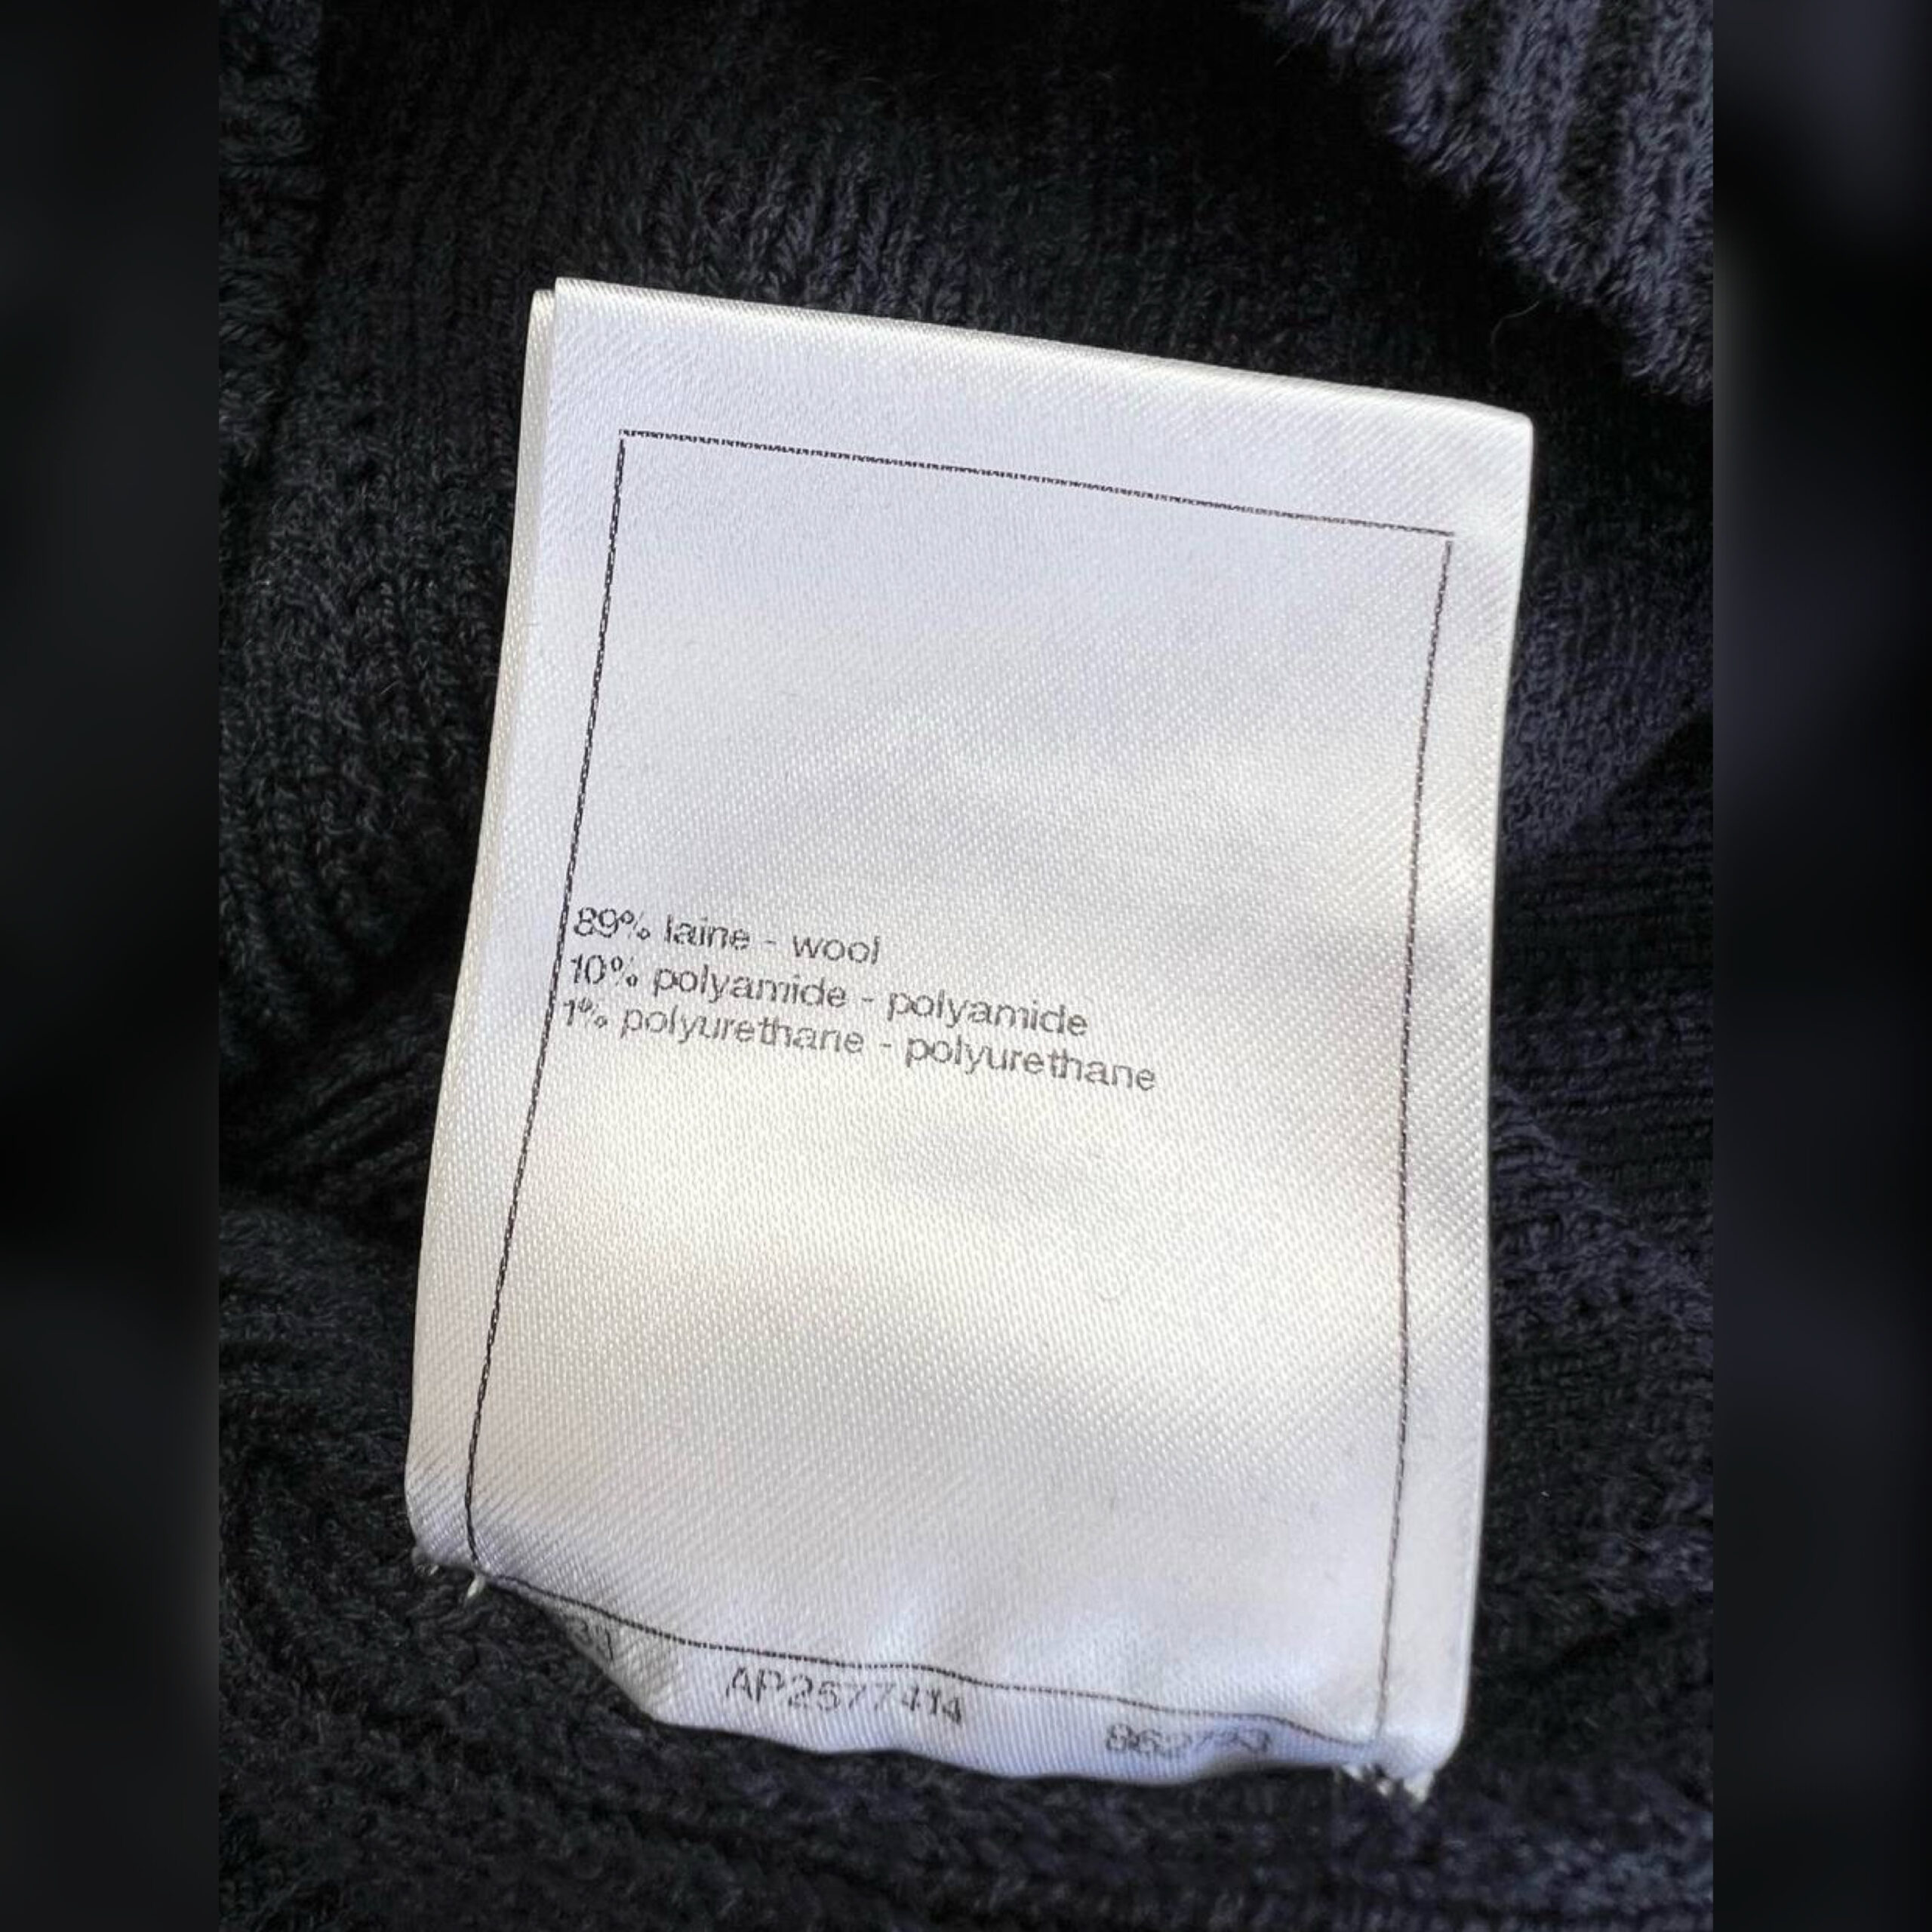 89% laine - wool
10% polyamide - polyamide
1% polyurethane - polyurethane
AP2577414